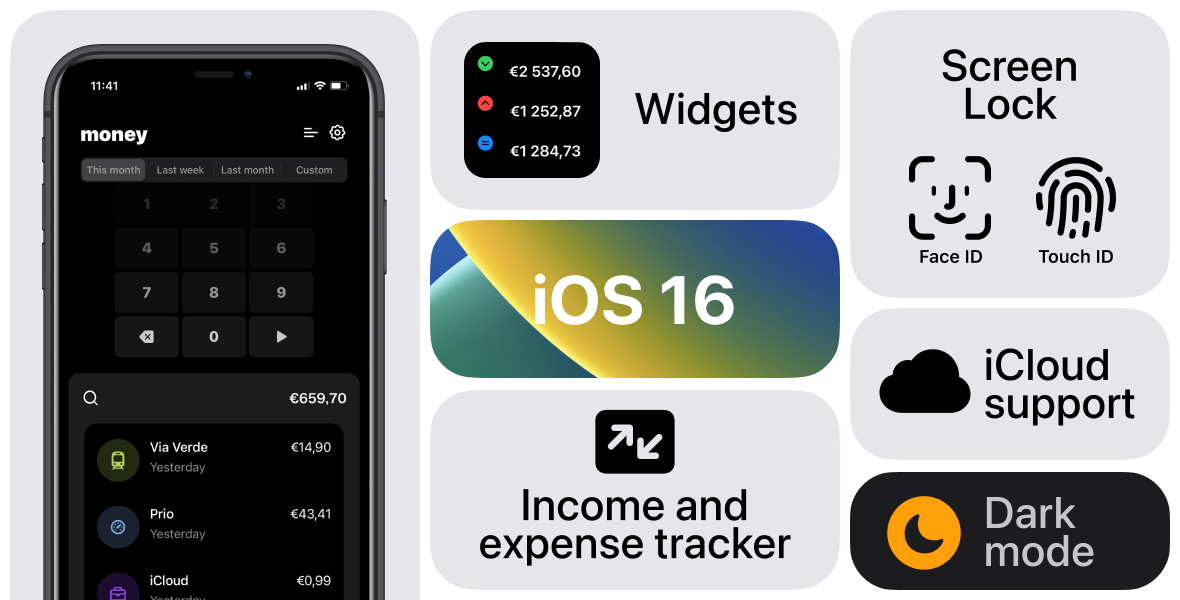 11:41
money
This month Last week Last month Custom
1 2 3
4 5 6
7 8 9
0
€659,70
Via Verde €14,90
Yesterday
Prio €43,41
Yesterday
iCloud €0,99
Yesterday
€2 537,60
€1 252,87
€1 284,73
Widgets
iOS 16
Income and
expense tracker
Screen
Lock
Face ID Touch ID
iCloud
support
Dark
mode